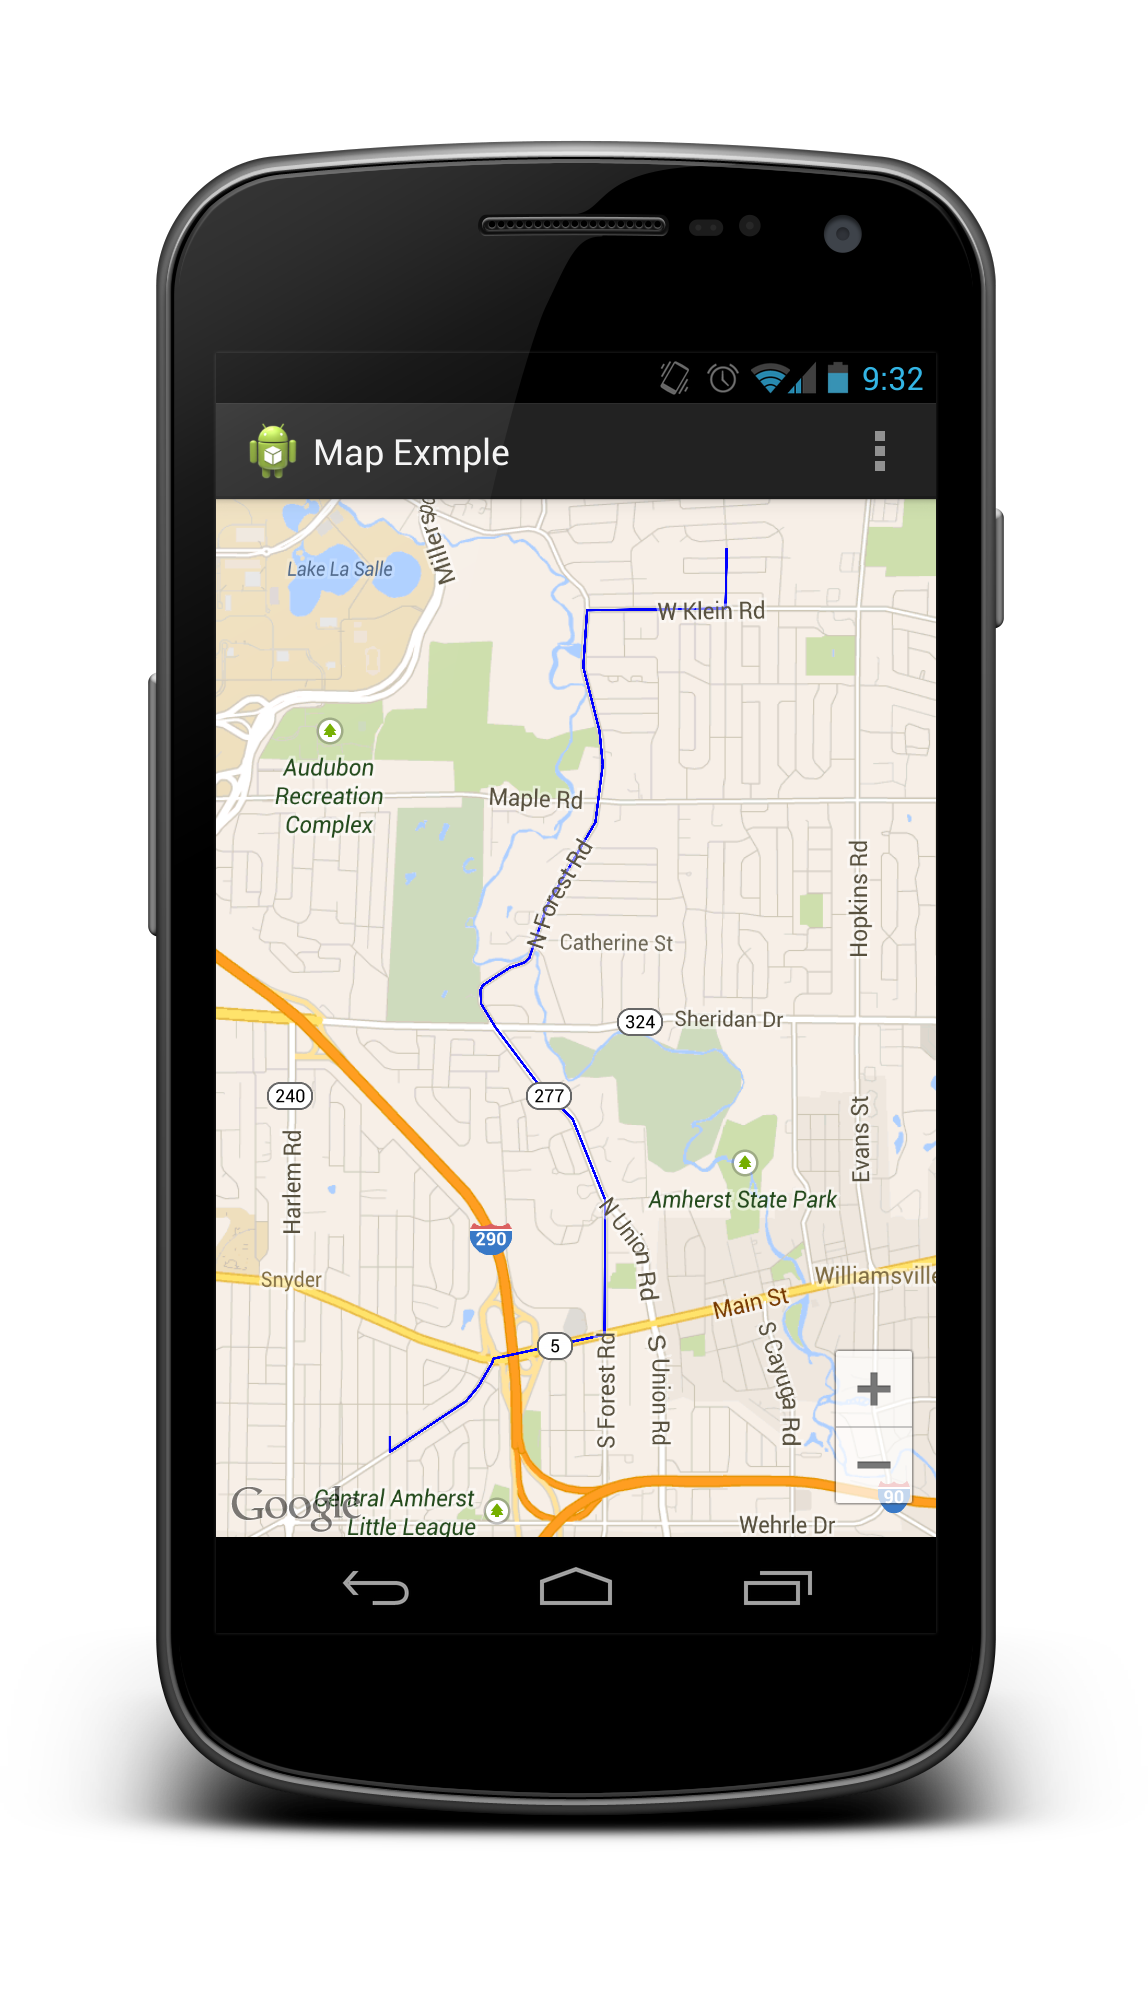 9:32
Map Exmple
Millersp
Lake La Salle
W Klein Rd
Audubon
Recreation
Complex
Maple Rd
N Forest Rd
Hopkins Rd
Catherine St
324
Sheridan Dr
240
277
Harlem Rd
Evans St
Amherst State Park
N Union Rd
290
Snyder
Williamsville
Main St
5
S Forest Rd
S Union Rd
S Cayuga Rd
+
−
90
Google
Central Amherst
Little League
Wehrle Dr